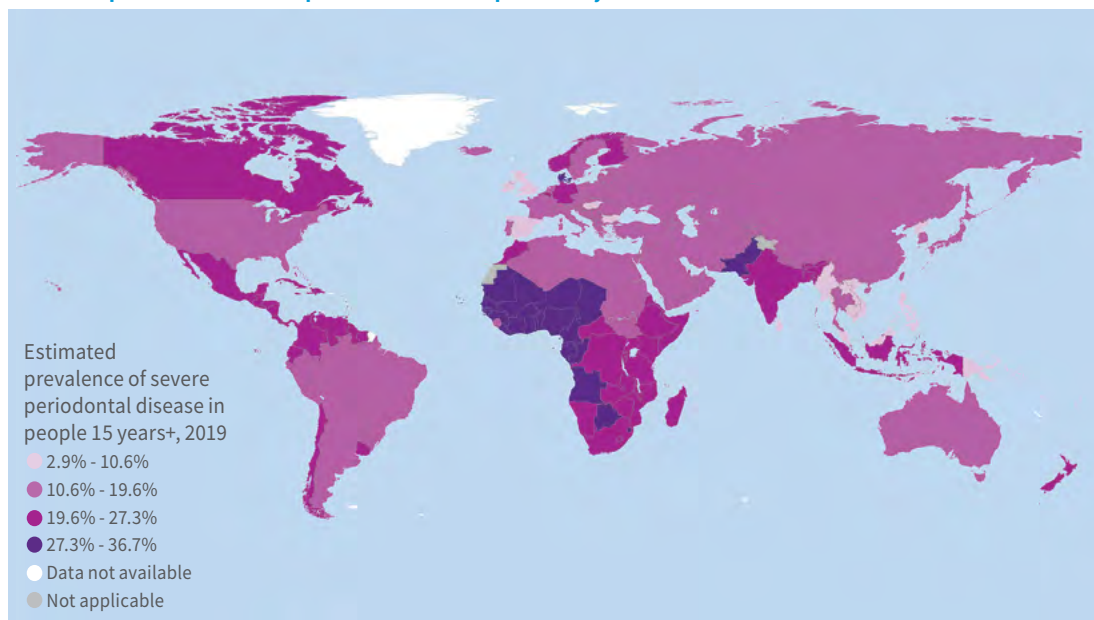 Estimated
prevalence of severe
periodontal disease in
people 15 years+, 2019
2.9% - 10.6%
10.6% - 19.6%
19.6% - 27.3%
27.3% - 36.7%
Data not available
Not applicable